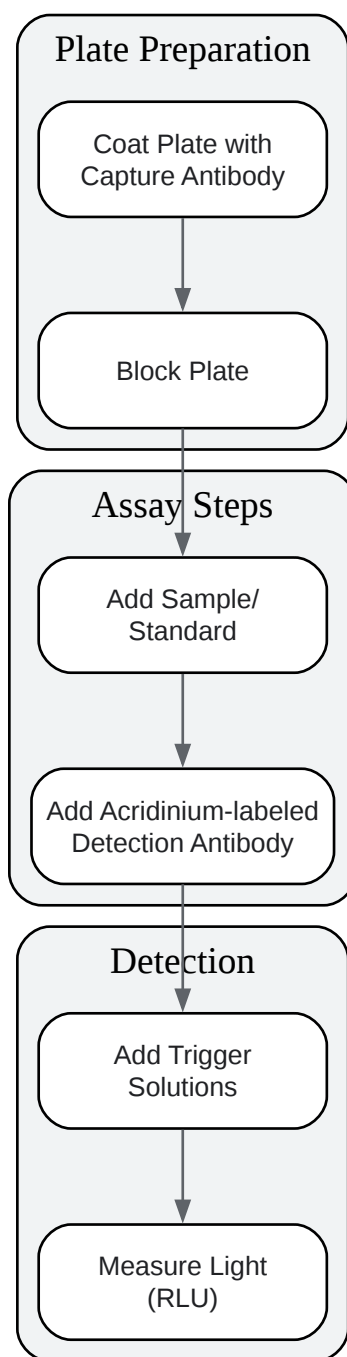 Plate Preparation
Coat Plate with
Capture Antibody
Block Plate
Assay Steps
Add Sample/
Standard
Add Acridinium-labeled
Detection Antibody
Detection
Add Trigger
Solutions
Measure Light
(RLU)